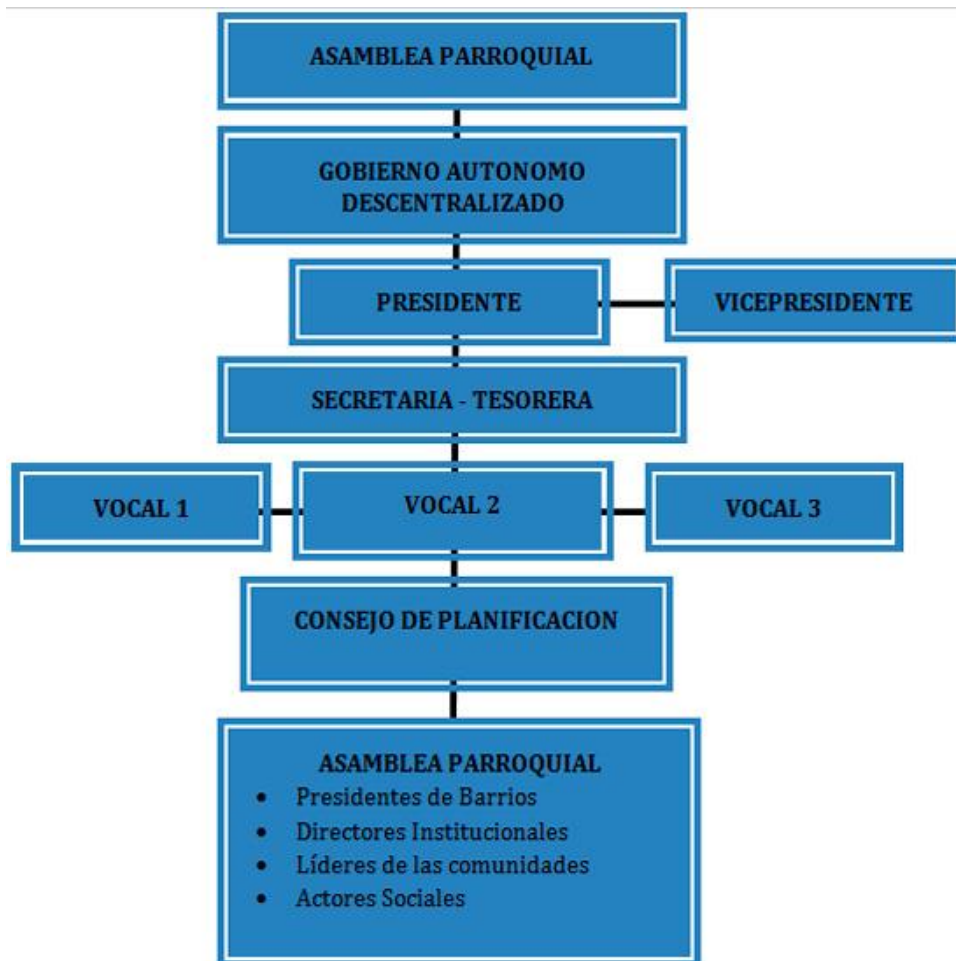 ASAMBLEA PARROQUIAL
GOBIERNO AUTONOMO
DESCENTRALIZADO
PRESIDENTE
VICEPRESIDENTE
SECRETARIA - TESORERA
VOCAL 1
VOCAL 2
VOCAL 3
CONSEJO DE PLANIFICACION
ASAMBLEA PARROQUIAL
• Presidentes de Barrios
• Directores Institucionales
• Líderes de las comunidades
• Actores Sociales